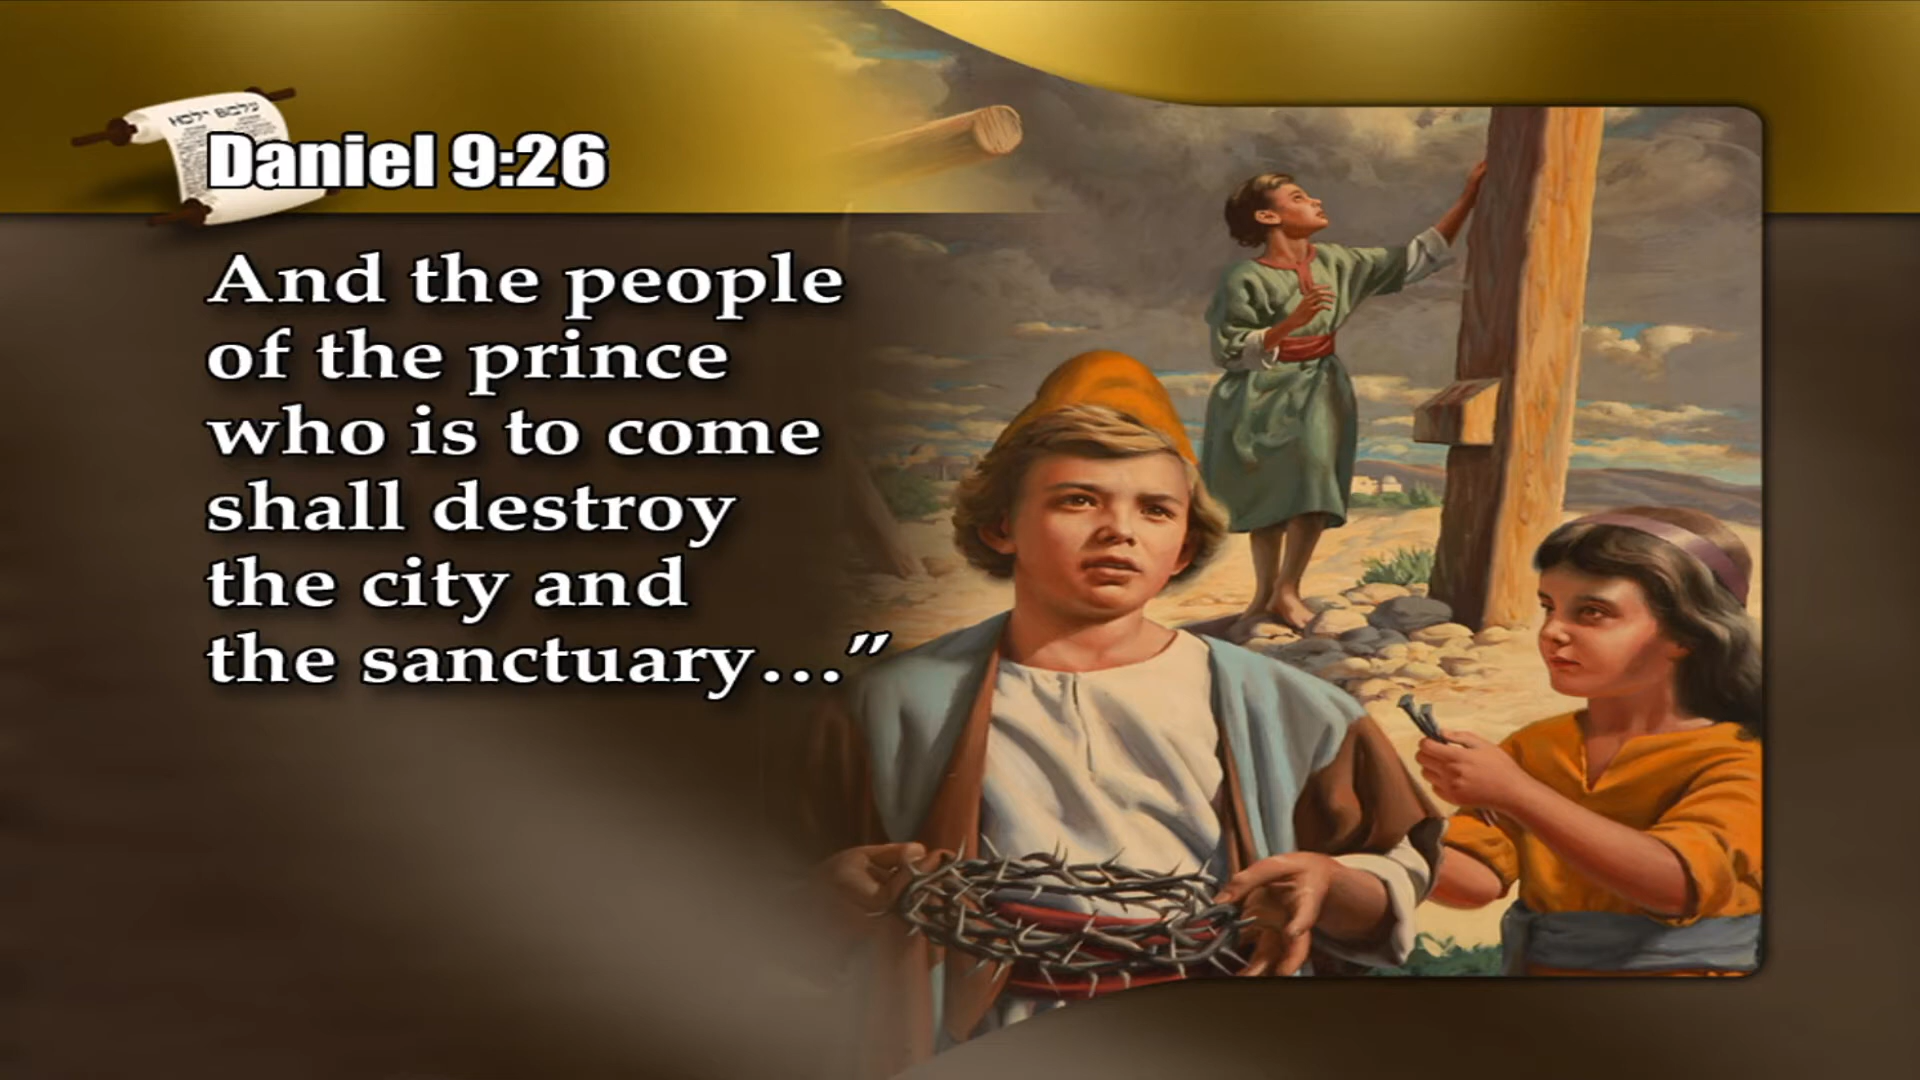 Daniel 9:26
And the people
of the prince
who is to come
shall destroy
the city and
the sanctuary…”